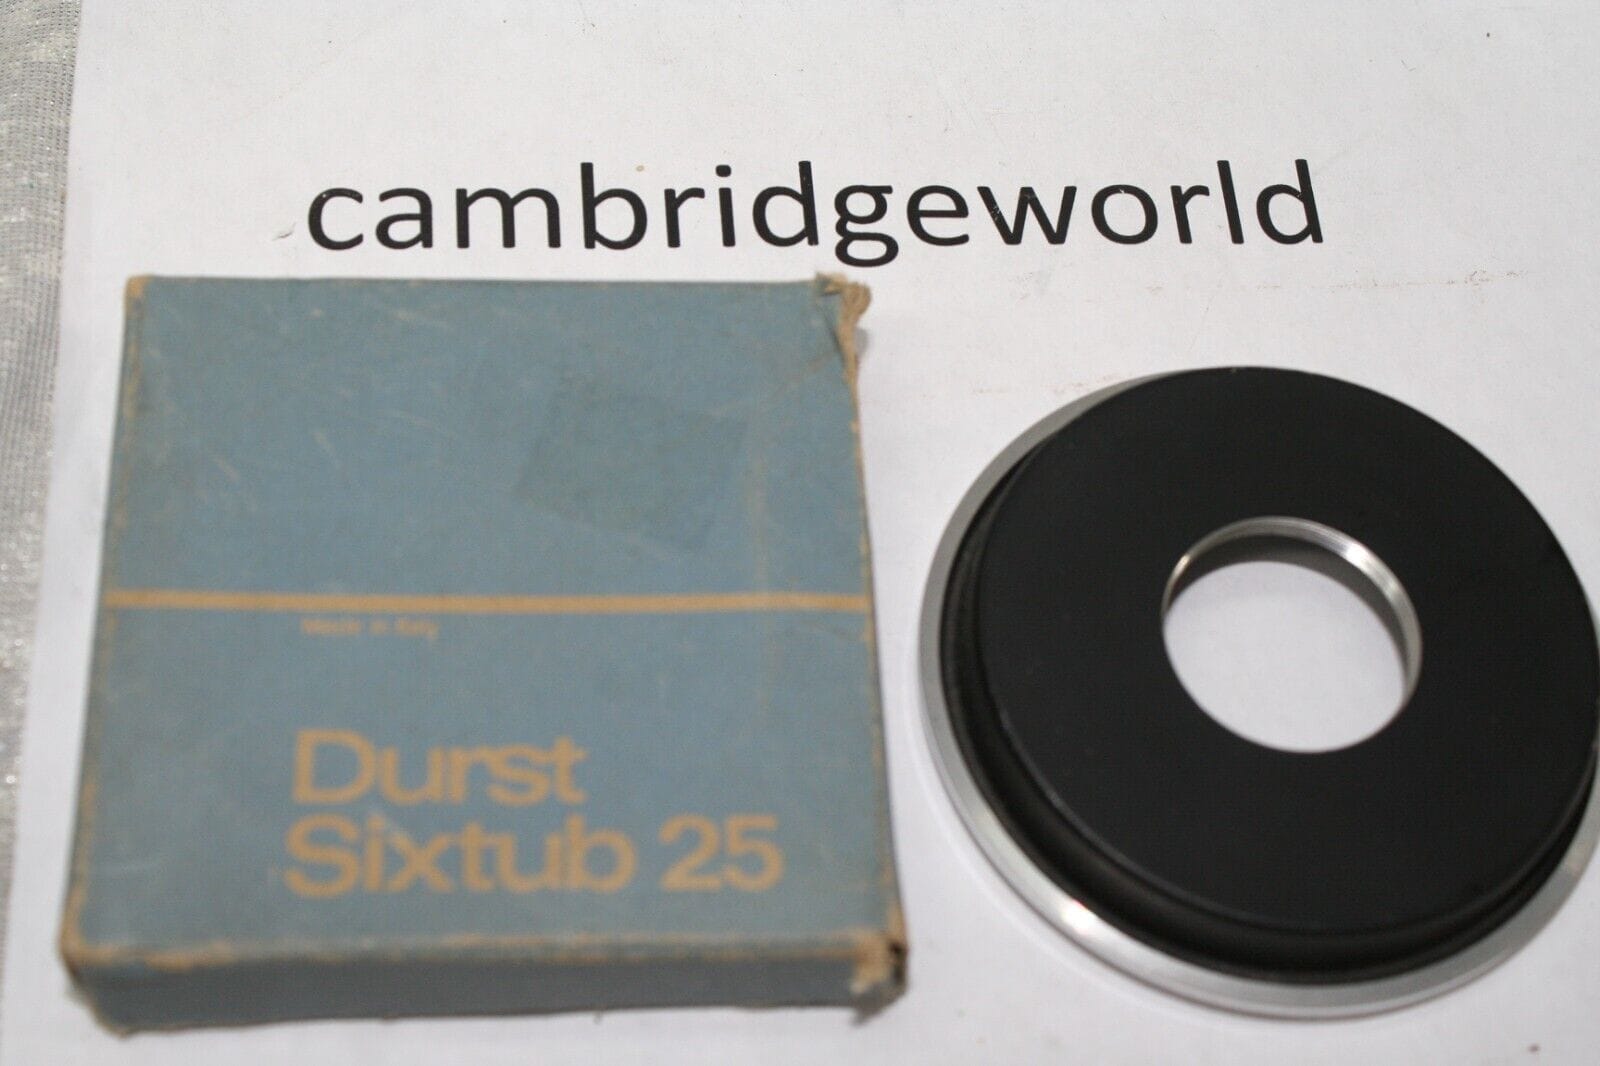 cambridgeworld
Made in Italy
Durst
Sixtub 25